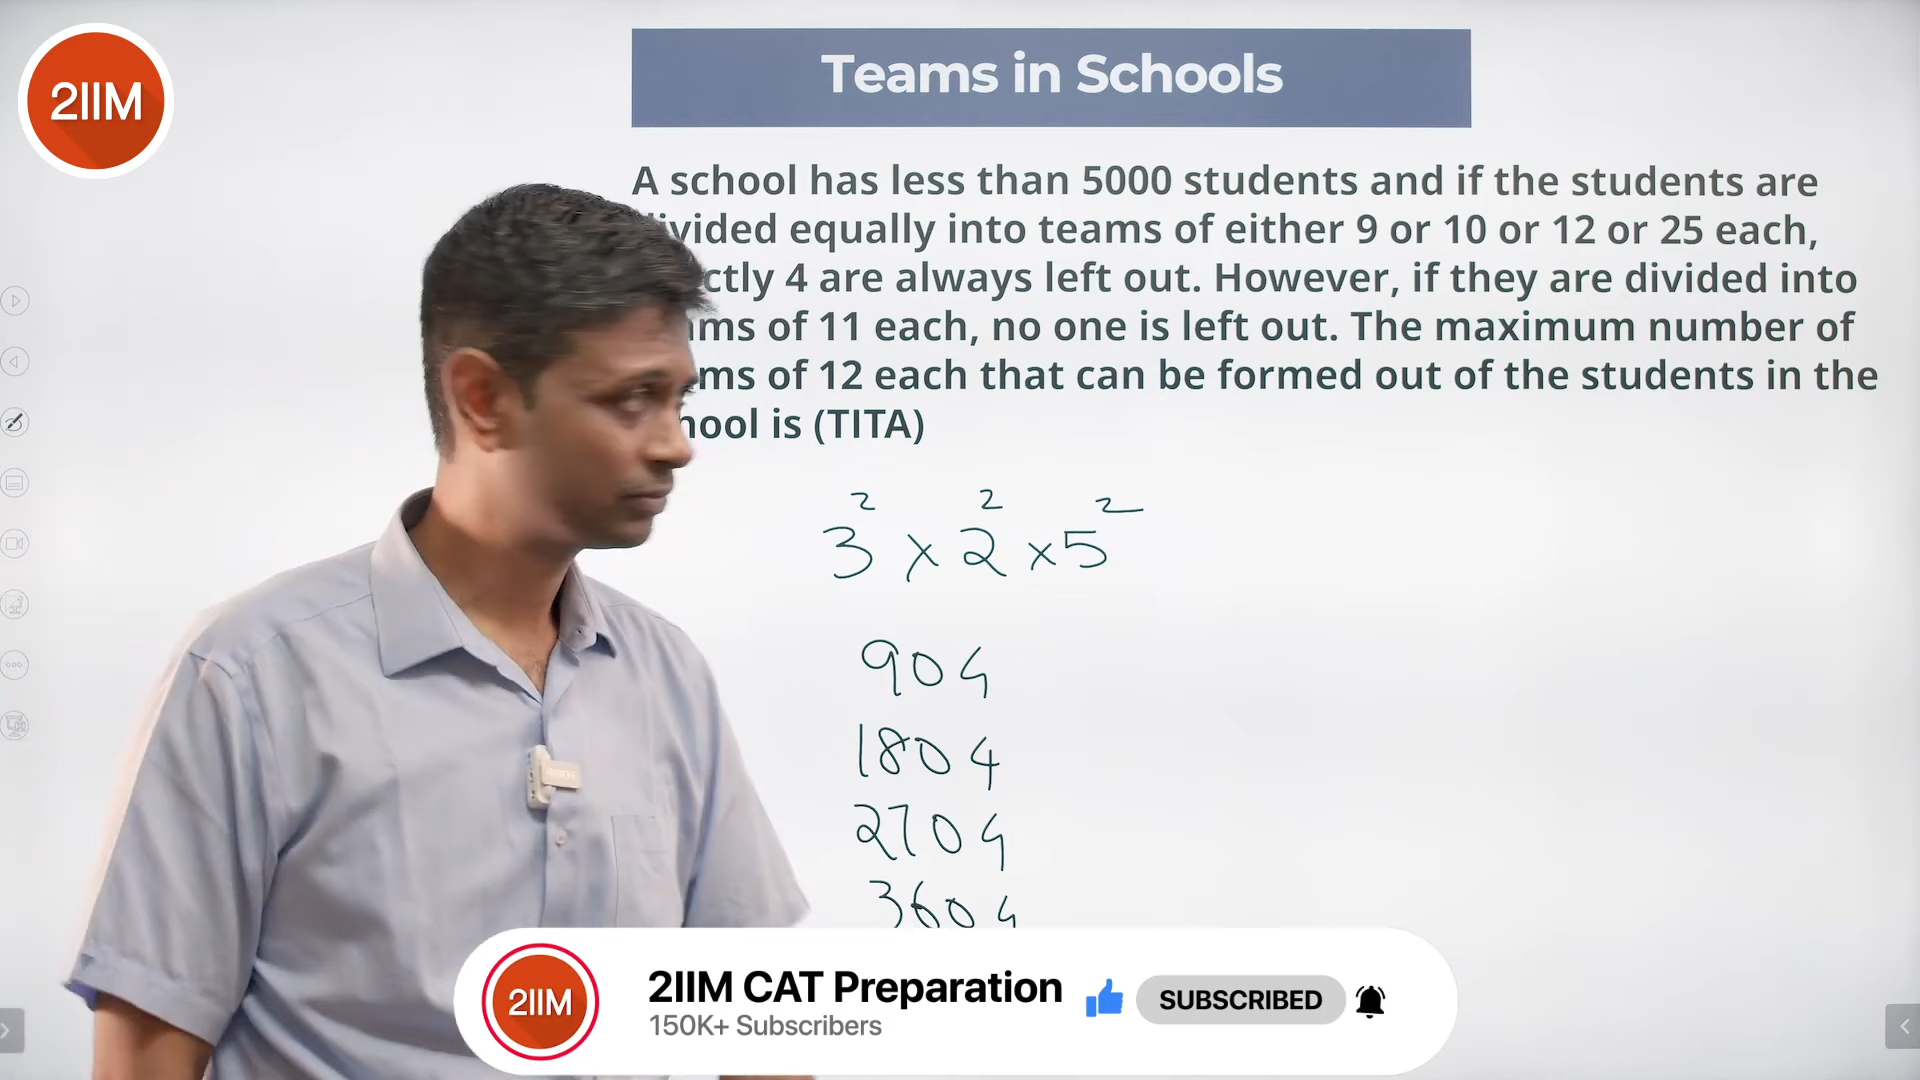 2IIM
Teams in Schools
A school has less than 5000 students and if the students are
vided equally into teams of either 9 or 10 or 12 or 25 each,
ctly 4 are always left out. However, if they are divided into
ms of 11 each, no one is left out. The maximum number of
ms of 12 each that can be formed out of the students in the
ool is (TITA)
3² × 2² × 5²
904
1804
2704
3604
2IIM
2IIM CAT Preparation
150K+ Subscribers
SUBSCRIBED